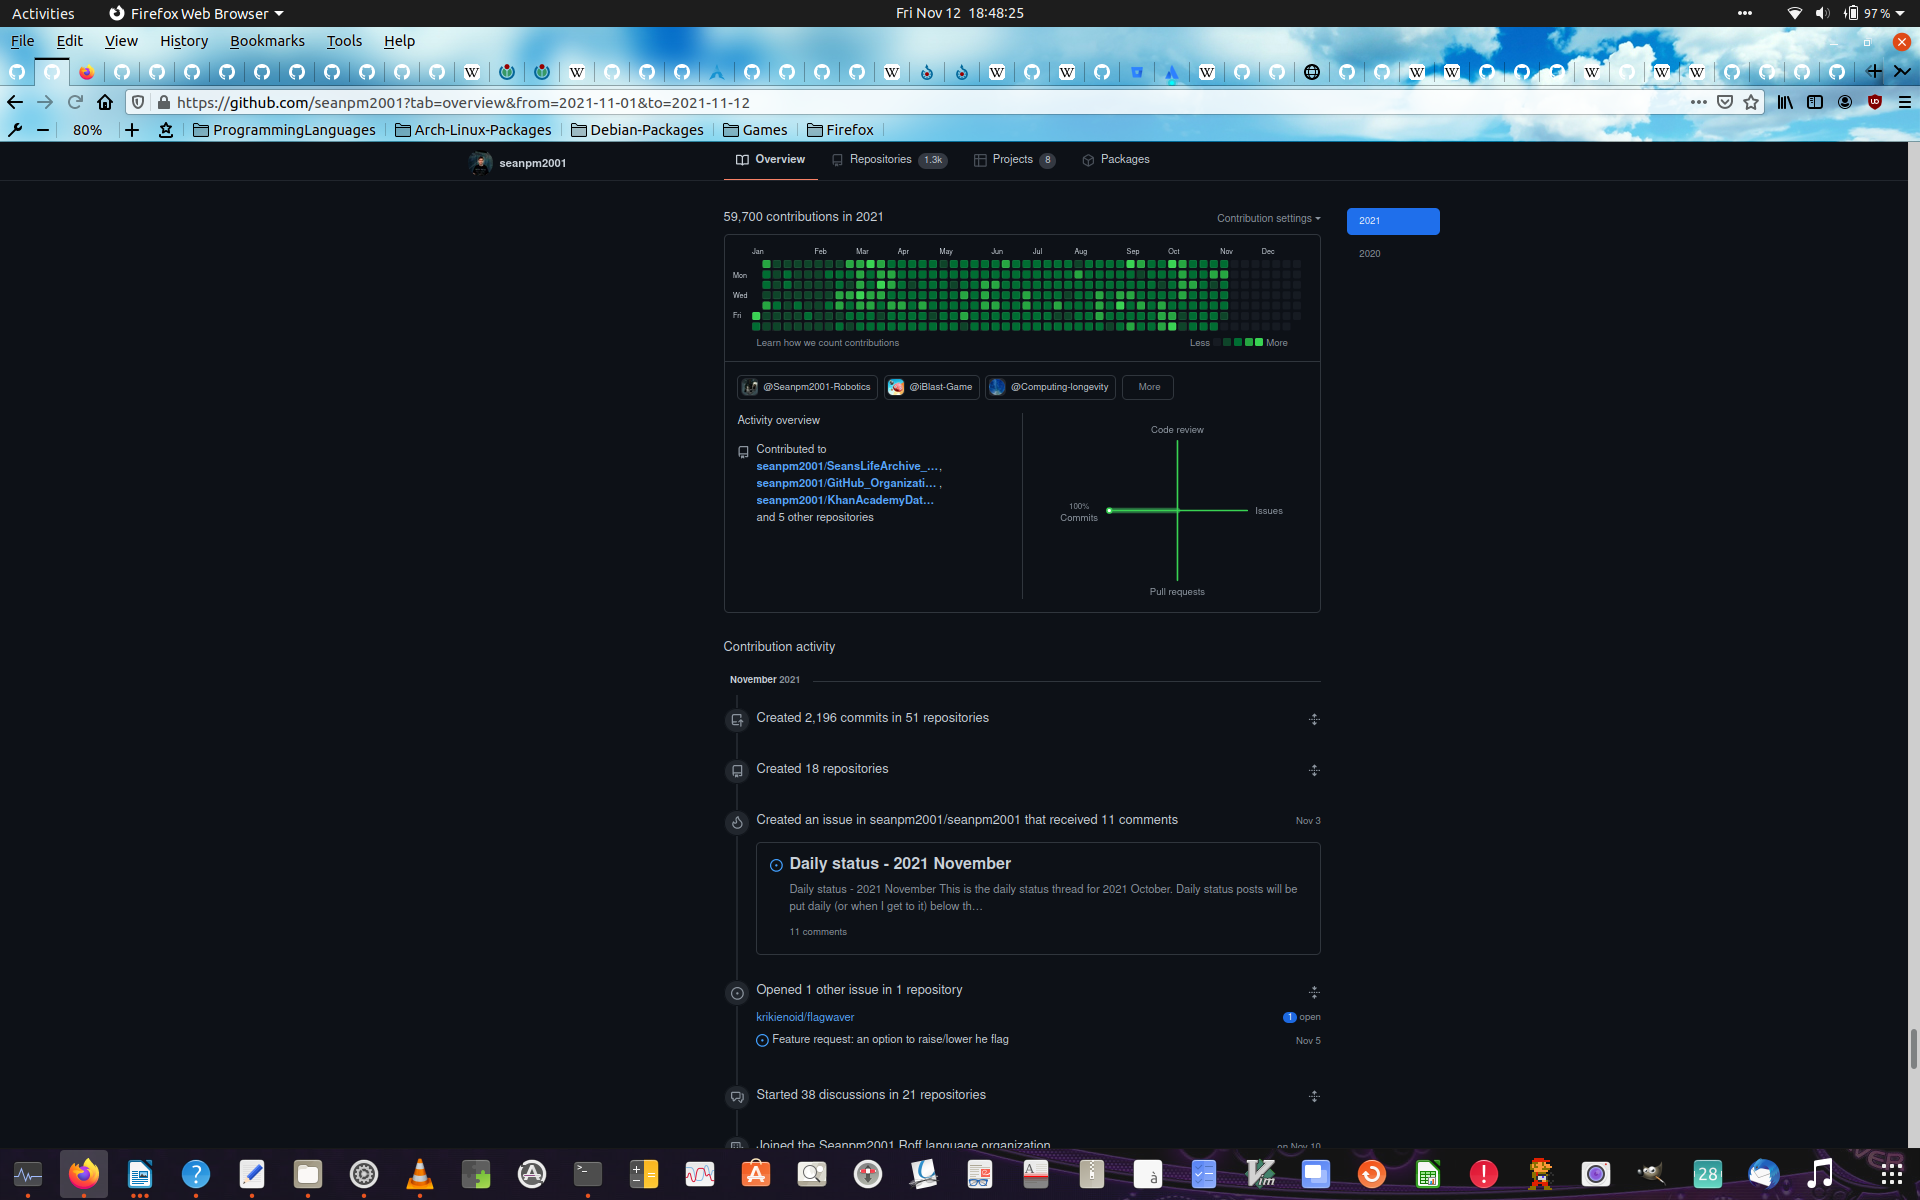 Activities
Firefox Web Browser
Fri Nov 12  18:48:25
97 %
File Edit View History Bookmarks Tools Help
https://github.com/seanpm2001?tab=overview&from=2021-11-01&to=2021-11-12
80%
ProgrammingLanguages
Arch-Linux-Packages
Debian-Packages
Games
Firefox
seanpm2001
Overview
Repositories 1.3k
Projects 8
Packages
59,700 contributions in 2021
Contribution settings
2021
2020
Jan Feb Mar Apr May Jun Jul Aug Sep Oct Nov Dec
Mon
Wed
Fri
Learn how we count contributions
Less More
@Seanpm2001-Robotics
@iBlast-Game
@Computing-longevity
More
Activity overview
Contributed to
seanpm2001/SeansLifeArchive_…,
seanpm2001/GitHub_Organizati… ,
seanpm2001/KhanAcademyDat…
and 5 other repositories
Code review
100%
Commits
Issues
Pull requests
Contribution activity
November 2021
Created 2,196 commits in 51 repositories
Created 18 repositories
Created an issue in seanpm2001/seanpm2001 that received 11 comments
Nov 3
Daily status - 2021 November
Daily status - 2021 November This is the daily status thread for 2021 October. Daily status posts will be
put daily (or when I get to it) below th…
11 comments
Opened 1 other issue in 1 repository
krikienoid/flagwaver
1 open
Feature request: an option to raise/lower he flag
Nov 5
Started 38 discussions in 21 repositories
Joined the Seanpm2001 Roff language organization
on Nov 10
28